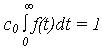 c₀ ∫₀^∞ f(t)dt = 1